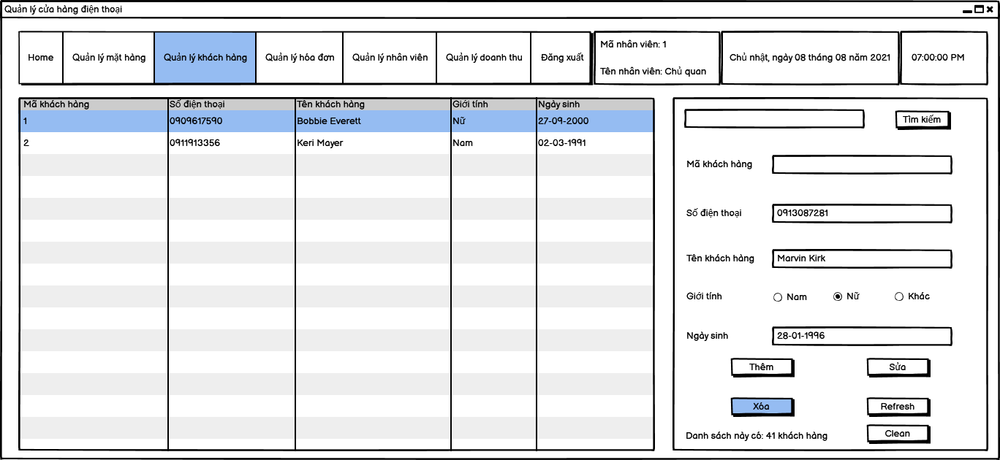 Quản lý cửa hàng điện thoại
Home Quản lý mặt hàng Quản lý khách hàng Quản lý hóa đơn Quản lý nhân viên Quản lý doanh thu Đăng xuất
Mã nhân viên: 1
Tên nhân viên: Chủ quan
Chủ nhật, ngày 08 tháng 08 năm 2021
07:00:00 PM
Mã khách hàng Số điện thoại Tên khách hàng Giới tính Ngày sinh
1 0909617590 Bobbie Everett Nữ 27-09-2000
2 0911913356 Keri Mayer Nam 02-03-1991
Tìm kiếm
Mã khách hàng
Số điện thoại 0913087281
Tên khách hàng Marvin Kirk
Giới tính Nam Nữ Khác
Ngày sinh 28-01-1996
Thêm Sửa
Xóa Refresh
Danh sách này có: 41 khách hàng Clean